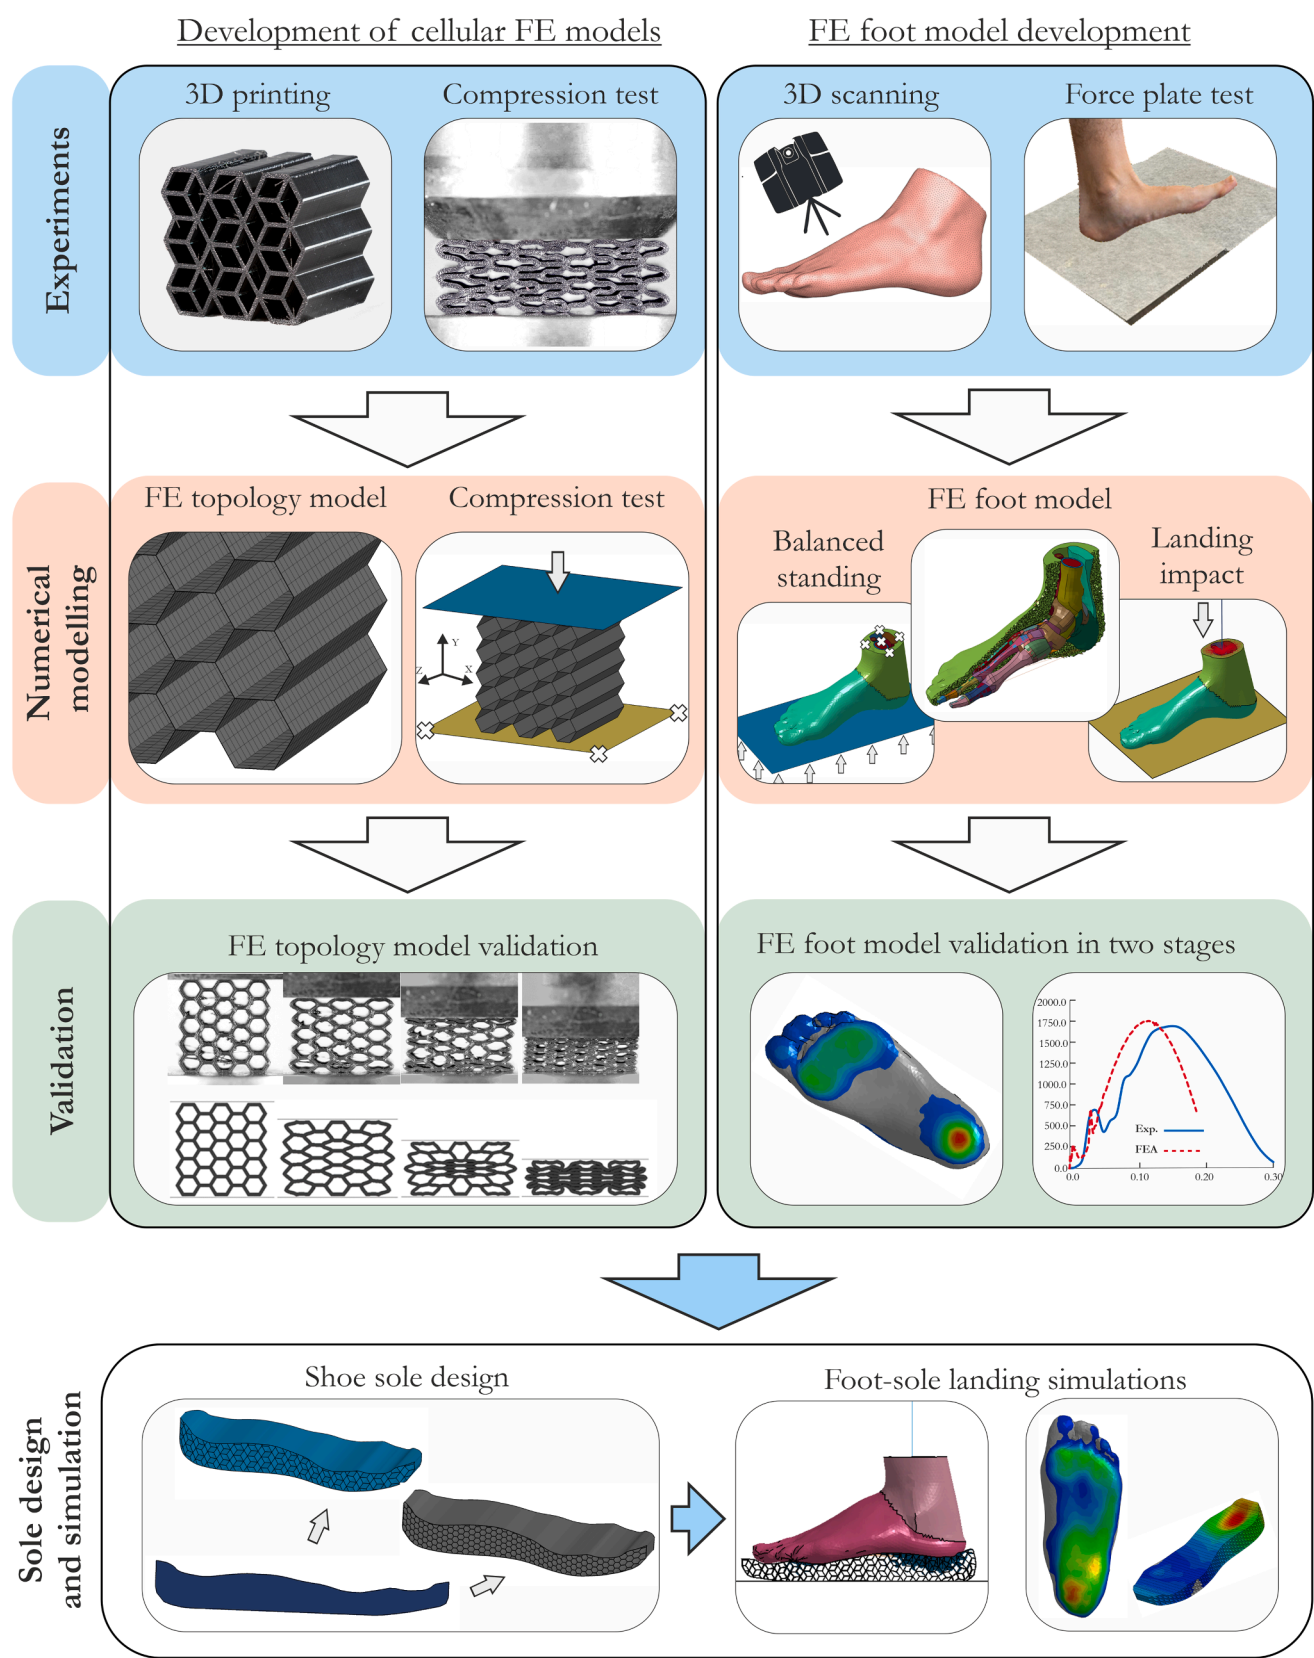 Development of cellular FE models
FE foot model development
Experiments
3D printing
Compression test
3D scanning
Force plate test
Numerical
modelling
FE topology model
Compression test
Y
Z
X
FE foot model
Balanced
standing
Landing
impact
Validation
FE topology model validation
FE foot model validation in two stages
2000.0
1750.0
1500.0
1000.0
750.0
500.0
250.0
0.0
Exp.
FEA
0.0
0.10
0.20
0.30
Sole design
and simulation
Shoe sole design
Foot-sole landing simulations